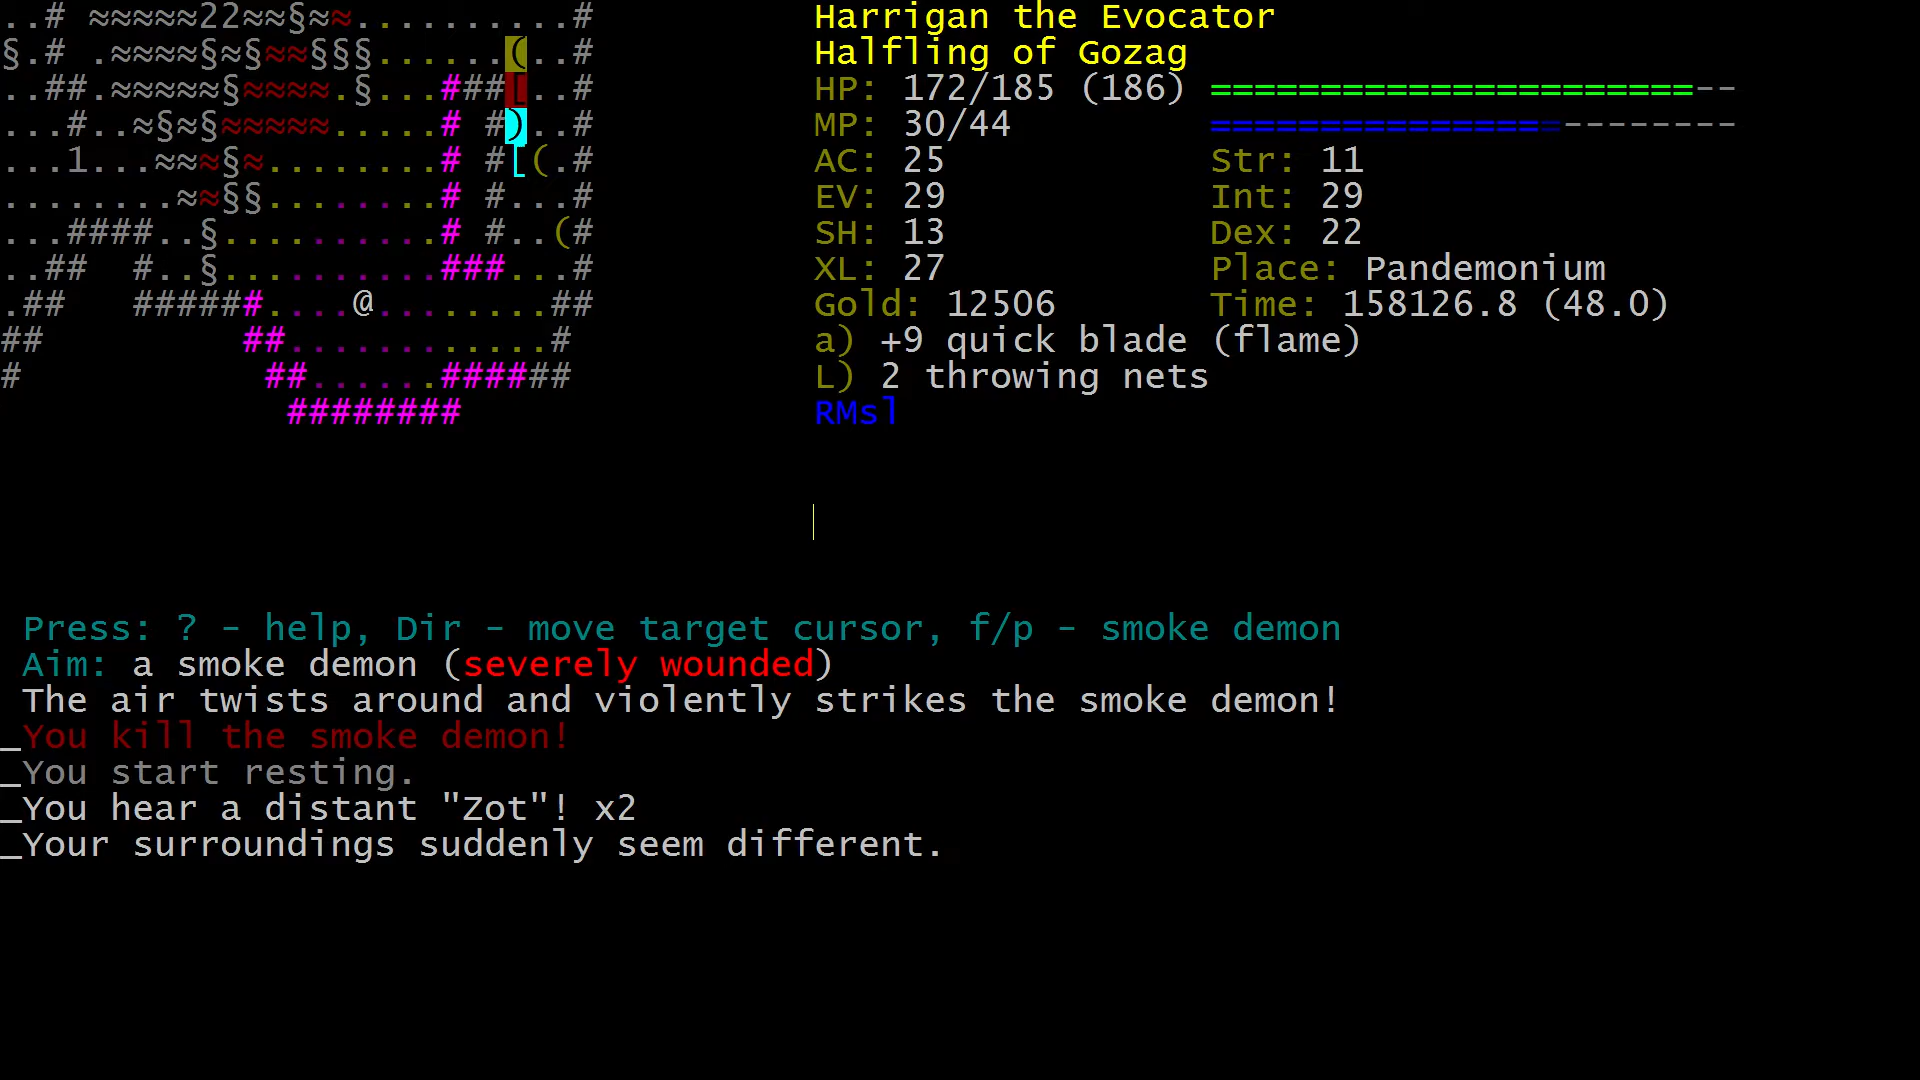 ..# ≈≈≈≈≈22≈≈§≈≈...........# Harrigan the Evocator
§.# .≈≈≈≈§≈§≈≈§§§......(..# Halfling of Gozag
..##.≈≈≈≈≈§≈≈≈≈.§...###[..# HP: 172/185 (186) ======================--
...#..≈§≈§≈≈≈≈≈.....# #)..# MP: 30/44 ================--------
...1...≈≈≈§≈........# #[(.# AC: 25 Str: 11
........≈≈§§........# #...# EV: 29 Int: 29
...####..§..........# #..(# SH: 13 Dex: 22
..## #..§..........###...# XL: 27 Place: Pandemonium
.## ######....@........## Gold: 12506 Time: 158126.8 (48.0)
## ##............# a) +9 quick blade (flame)
# ##......###### L) 2 throwing nets
######## RMsl
Press: ? - help, Dir - move target cursor, f/p - smoke demon
Aim: a smoke demon (severely wounded)
The air twists around and violently strikes the smoke demon!
_You kill the smoke demon!
_You start resting.
_You hear a distant "Zot"! x2
_Your surroundings suddenly seem different.